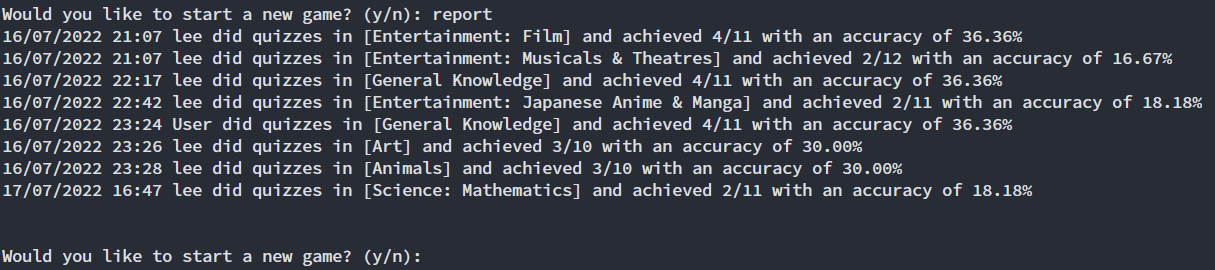 Would you like to start a new game? (y/n): report
16/07/2022 21:07 lee did quizzes in [Entertainment: Film] and achieved 4/11 with an accuracy of 36.36%
16/07/2022 21:07 lee did quizzes in [Entertainment: Musicals & Theatres] and achieved 2/12 with an accuracy of 16.67%
16/07/2022 22:17 lee did quizzes in [General Knowledge] and achieved 4/11 with an accuracy of 36.36%
16/07/2022 22:42 lee did quizzes in [Entertainment: Japanese Anime & Manga] and achieved 2/11 with an accuracy of 18.18%
16/07/2022 23:24 User did quizzes in [General Knowledge] and achieved 4/11 with an accuracy of 36.36%
16/07/2022 23:26 lee did quizzes in [Art] and achieved 3/10 with an accuracy of 30.00%
16/07/2022 23:28 lee did quizzes in [Animals] and achieved 3/10 with an accuracy of 30.00%
17/07/2022 16:47 lee did quizzes in [Science: Mathematics] and achieved 2/11 with an accuracy of 18.18%
Would you like to start a new game? (y/n):